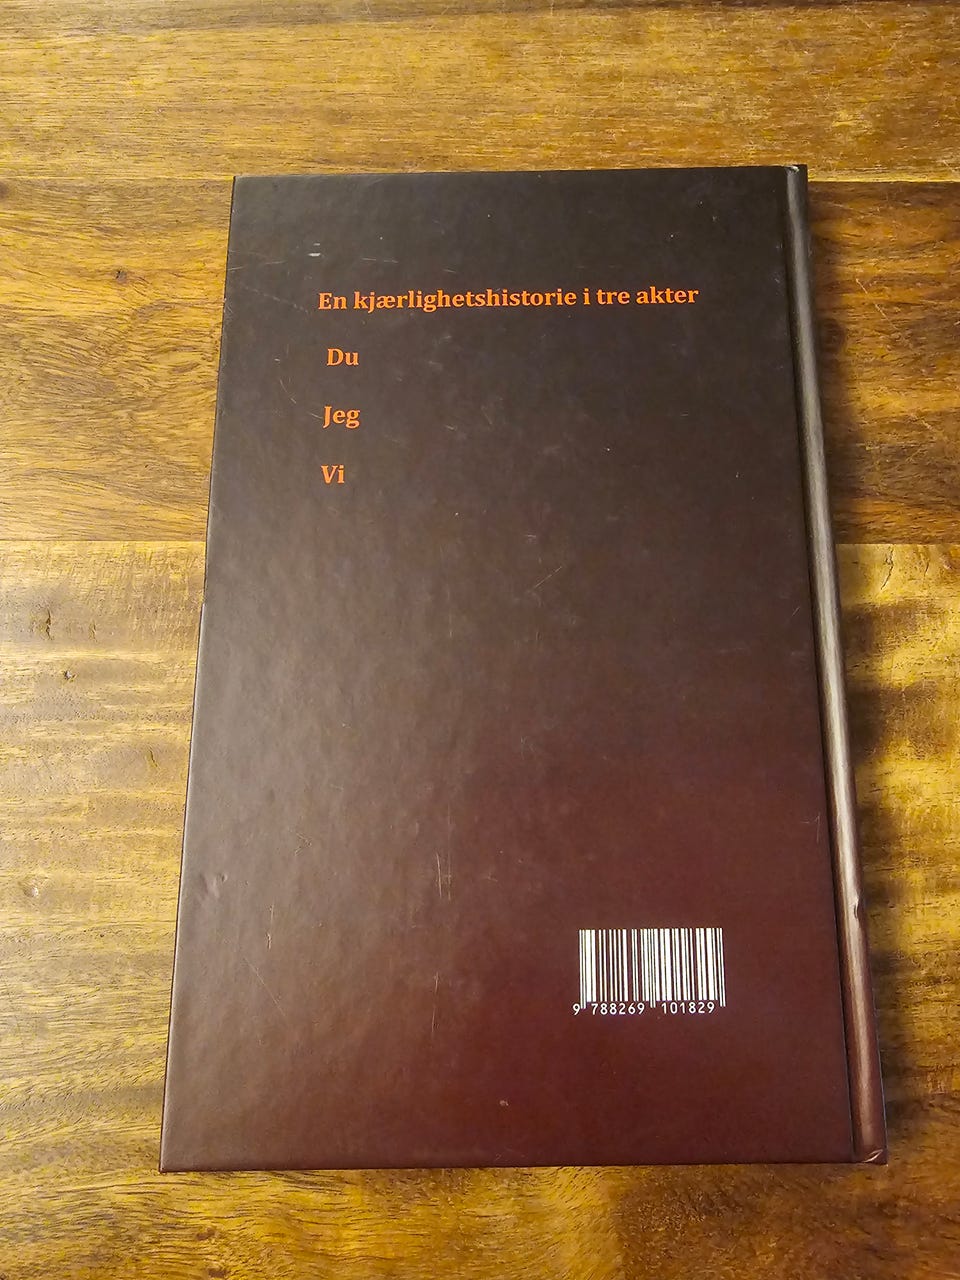 En kjærlighetshistorie i tre akter
Du
Jeg
Vi
9 788269 101829